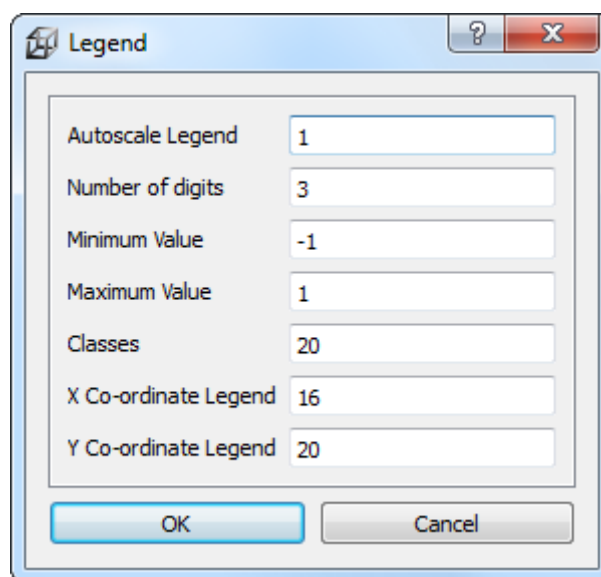 Legend
Autoscale Legend 1
Number of digits 3
Minimum Value -1
Maximum Value 1
Classes 20
X Co-ordinate Legend 16
Y Co-ordinate Legend 20
OK Cancel